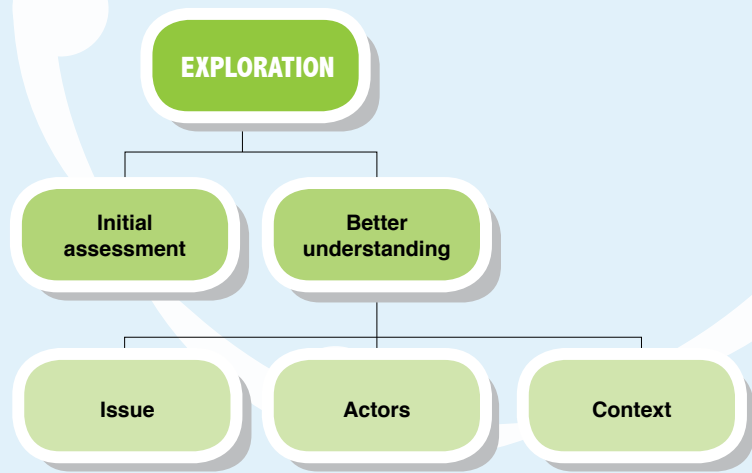 EXPLORATION
Initial
assessment
Better
understanding
Issue
Actors
Context